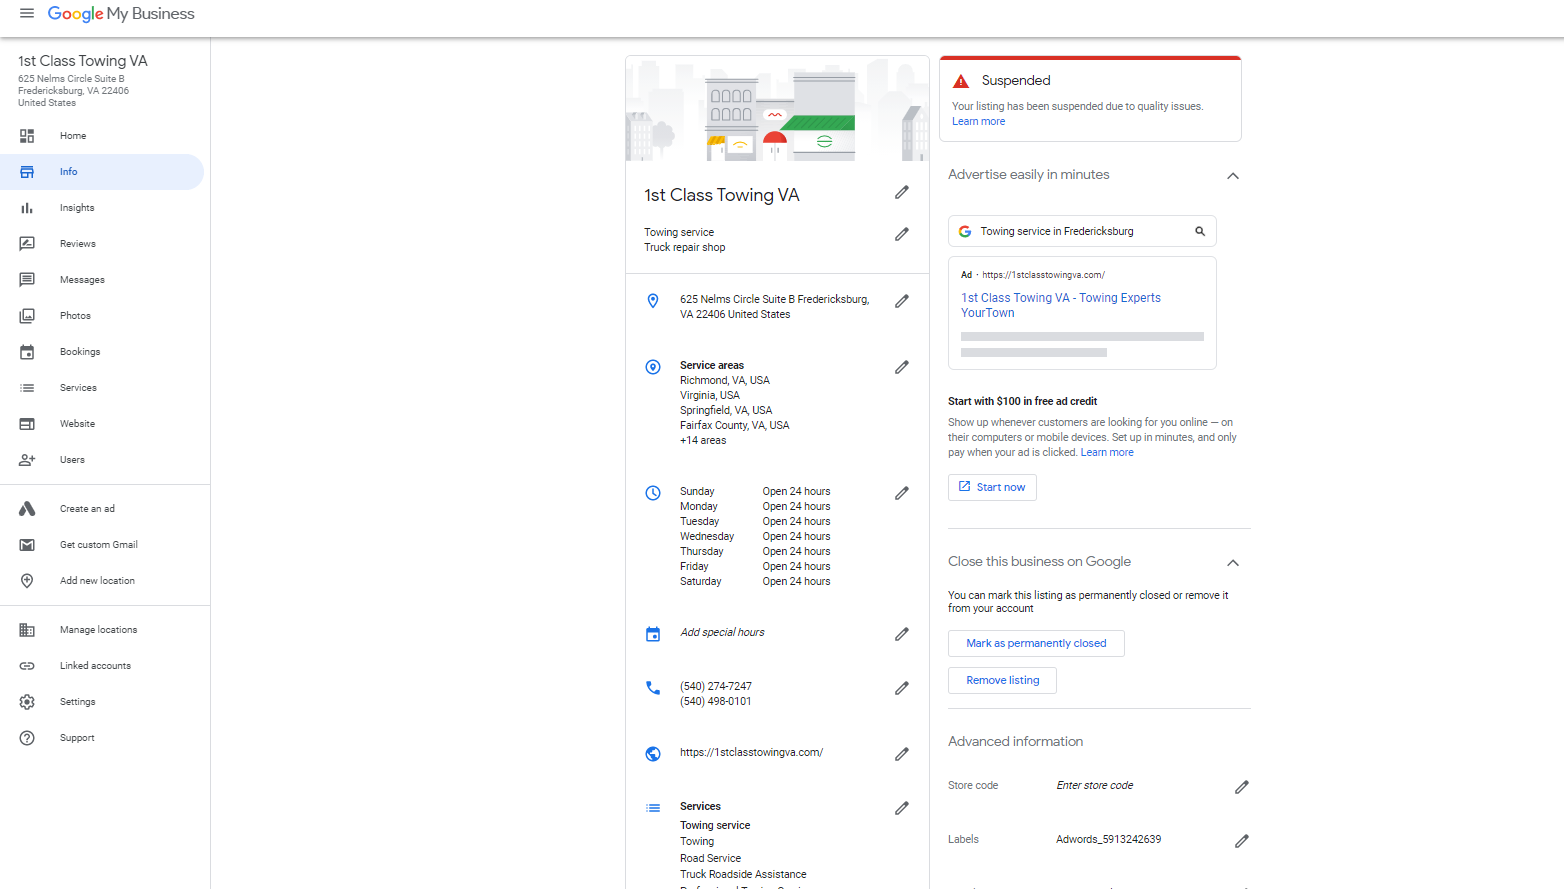 Google My Business
1st Class Towing VA
625 Nelms Circle Suite B
Fredericksburg, VA 22406
United States
Home
Info
Insights
Reviews
Messages
Photos
Bookings
Services
Website
Users
Create an ad
Get custom Gmail
Add new location
Manage locations
Linked accounts
Settings
Support
1st Class Towing VA
Towing service
Truck repair shop
625 Nelms Circle Suite B Fredericksburg,
VA 22406 United States
Service areas
Richmond, VA, USA
Virginia, USA
Springfield, VA, USA
Fairfax County, VA, USA
+14 areas
Sunday Open 24 hours
Monday Open 24 hours
Tuesday Open 24 hours
Wednesday Open 24 hours
Thursday Open 24 hours
Friday Open 24 hours
Saturday Open 24 hours
Add special hours
(540) 274-7247
(540) 498-0101
https://1stclasstowingva.com/
Services
Towing service
Towing
Road Service
Truck Roadside Assistance
Suspended
Your listing has been suspended due to quality issues.
Learn more
Advertise easily in minutes
Towing service in Fredericksburg
Ad · https://1stclasstowingva.com/
1st Class Towing VA - Towing Experts
YourTown
Start with $100 in free ad credit
Show up whenever customers are looking for you online — on
their computers or mobile devices. Set up in minutes, and only
pay when your ad is clicked. Learn more
Start now
Close this business on Google
You can mark this listing as permanently closed or remove it
from your account
Mark as permanently closed
Remove listing
Advanced information
Store code Enter store code
Labels Adwords_5913242639